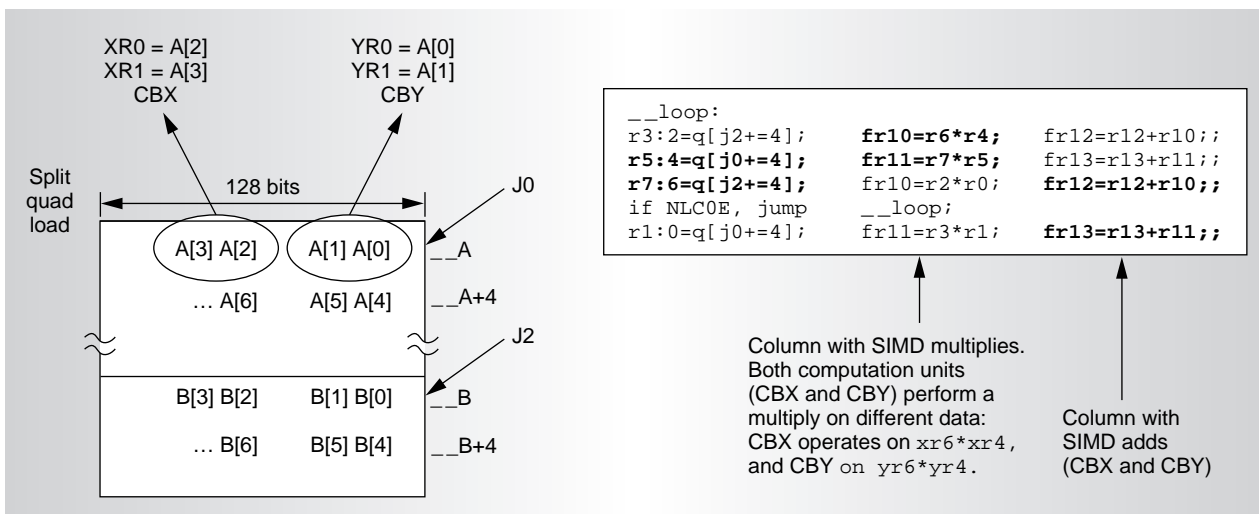 XR0 = A[2]
XR1 = A[3]
CBX
YR0 = A[0]
YR1 = A[1]
CBY
Split
quad
load
128 bits
J0
A[3] A[2] A[1] A[0] __A
… A[6] A[5] A[4] __A+4
J2
B[3] B[2] B[1] B[0] __B
… B[6] B[5] B[4] __B+4
__loop:
r3:2=q[j2+=4]; fr10=r6*r4; fr12=r12+r10;;
r5:4=q[j0+=4]; fr11=r7*r5; fr13=r13+r11;;
r7:6=q[j2+=4]; fr10=r2*r0; fr12=r12+r10;;
if NLC0E, jump __loop;
r1:0=q[j0+=4]; fr11=r3*r1; fr13=r13+r11;;
Column with SIMD multiplies.
Both computation units
(CBX and CBY) perform a
multiply on different data:
CBX operates on xr6*xr4,
and CBY on yr6*yr4.
Column with
SIMD adds
(CBX and CBY)